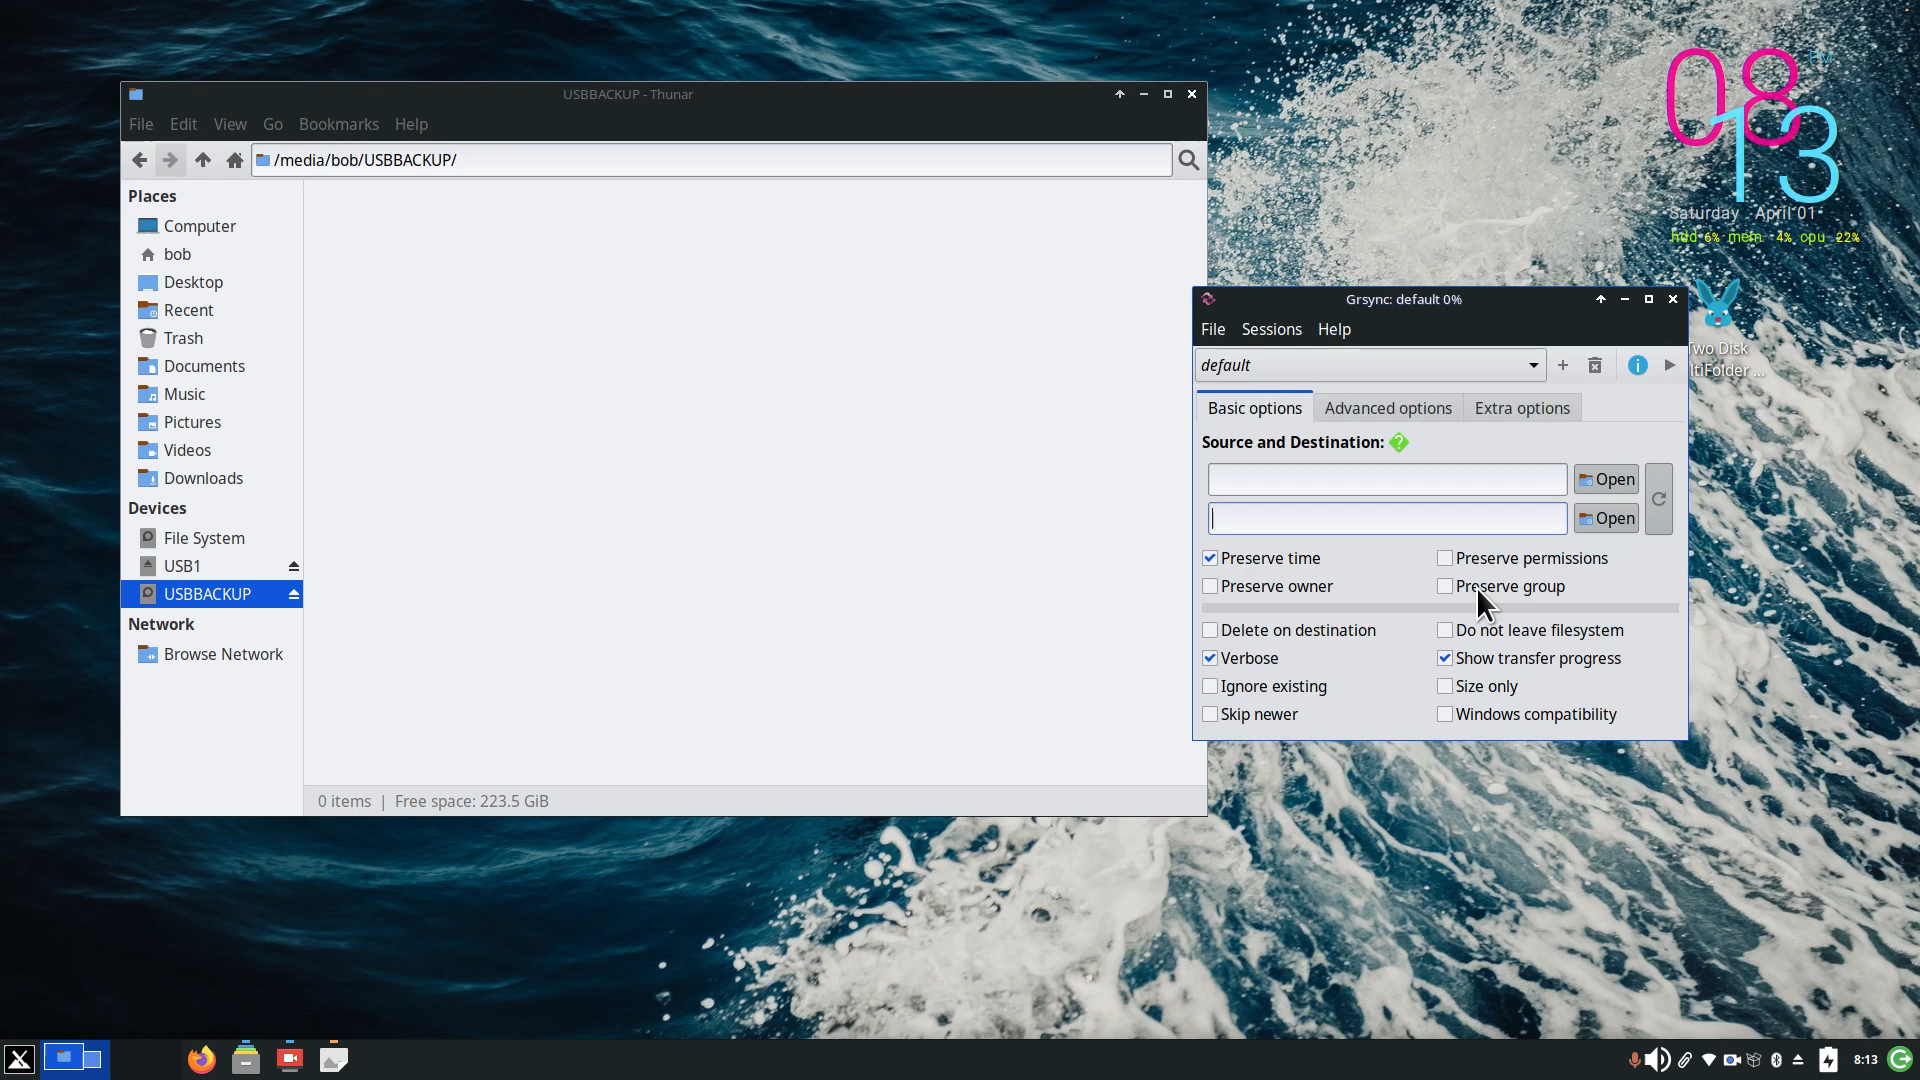 USBBACKUP - Thunar
File Edit View Go Bookmarks Help
/media/bob/USBBACKUP/
Places
Computer
bob
Desktop
Recent
Trash
Documents
Music
Pictures
Videos
Downloads
Devices
File System
USB1
USBBACKUP
Network
Browse Network
0 items | Free space: 223.5 GiB
08 PM
13
Saturday April 01
hdd 6% mem 4% cpu 22%
Two Disk
ltiFolder ...
Grsync: default 0%
File Sessions Help
default
Basic options Advanced options Extra options
Source and Destination: ?
Open
Open
Preserve time Preserve permissions
Preserve owner Preserve group
Delete on destination Do not leave filesystem
Verbose Show transfer progress
Ignore existing Size only
Skip newer Windows compatibility
8:13